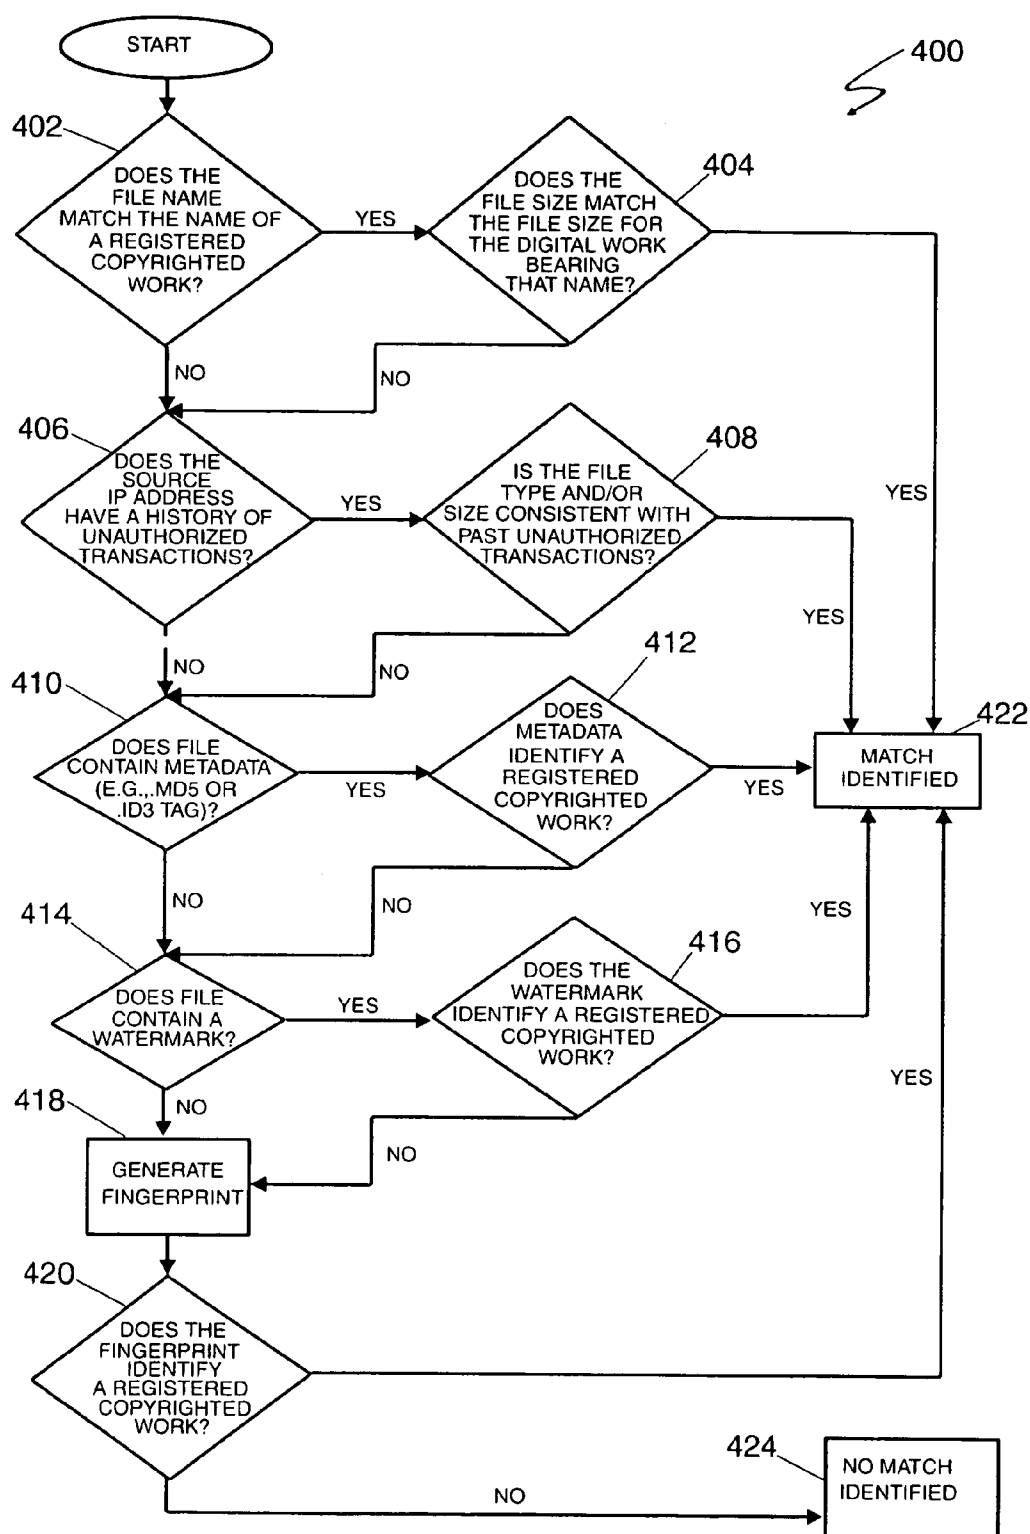 START
400
402
DOES THE
FILE NAME
MATCH THE NAME OF
A REGISTERED
COPYRIGHTED
WORK?
YES
404
DOES THE
FILE SIZE MATCH
THE FILE SIZE FOR
THE DIGITAL WORK
BEARING
THAT NAME?
NO
NO
YES
406
DOES THE
SOURCE
IP ADDRESS
HAVE A HISTORY OF
UNAUTHORIZED
TRANSACTIONS?
YES
408
IS THE FILE
TYPE AND/OR
SIZE CONSISTENT WITH
PAST UNAUTHORIZED
TRANSACTIONS?
YES
NO
NO
410
DOES FILE
CONTAIN METADATA
(E.G.,.MD5 OR
.ID3 TAG)?
YES
412
DOES
METADATA
IDENTIFY A
REGISTERED
COPYRIGHTED
WORK?
YES
422
MATCH
IDENTIFIED
NO
NO
YES
414
DOES FILE
CONTAIN A
WATERMARK?
YES
416
DOES THE
WATERMARK
IDENTIFY A REGISTERED
COPYRIGHTED
WORK?
NO
NO
YES
418
GENERATE
FINGERPRINT
420
DOES THE
FINGERPRINT
IDENTIFY
A REGISTERED
COPYRIGHTED
WORK?
NO
424
NO MATCH
IDENTIFIED